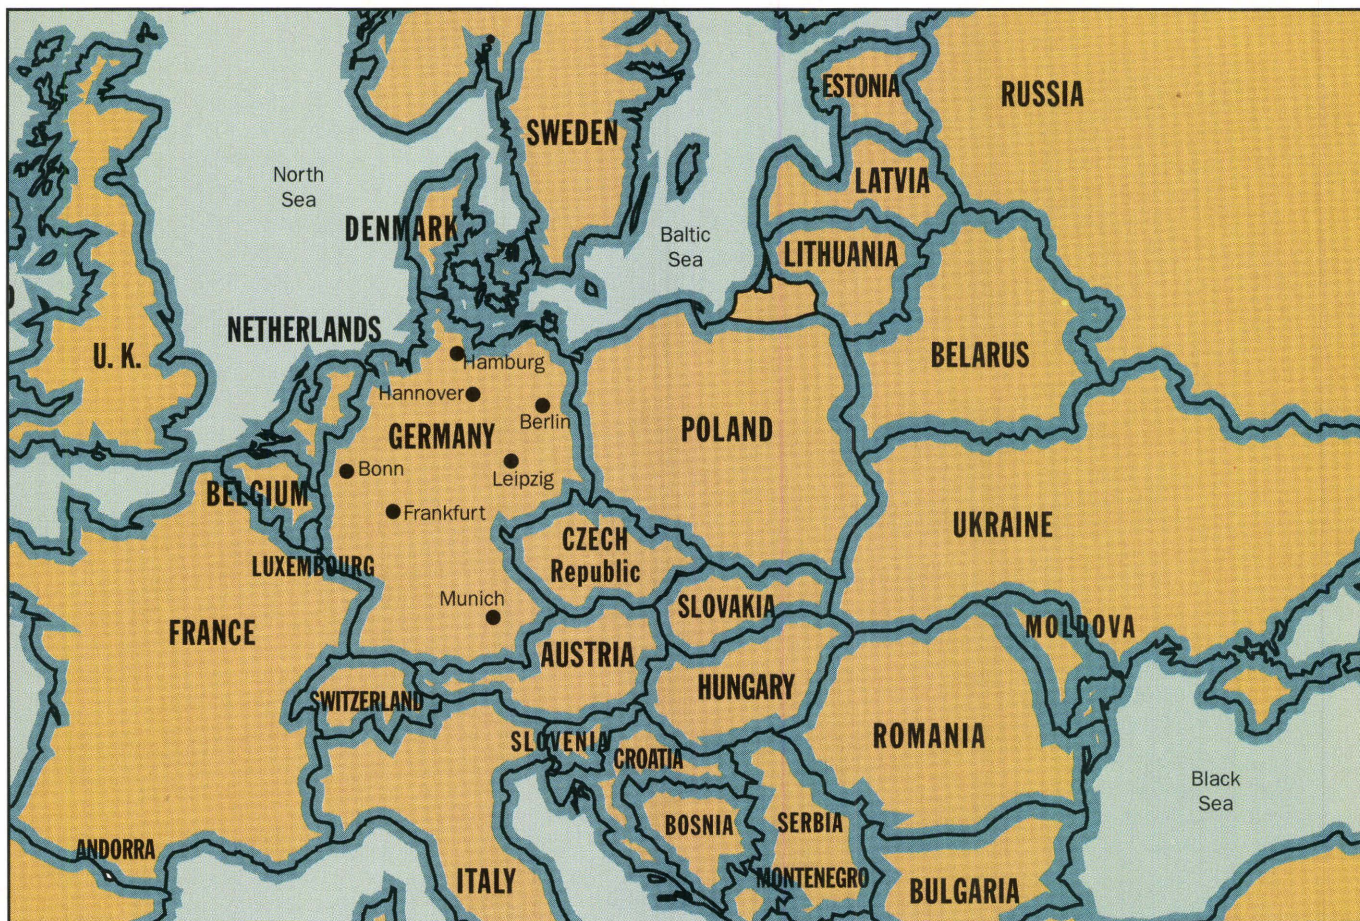 ESTONIA
RUSSIA
SWEDEN
North
Sea
LATVIA
DENMARK
Baltic
Sea
LITHUANIA
NETHERLANDS
U. K.
Hamburg
BELARUS
Hannover
Berlin
GERMANY
POLAND
Bonn
Leipzig
BELGIUM
Frankfurt
UKRAINE
CZECH
Republic
LUXEMBOURG
Munich
SLOVAKIA
FRANCE
MOLDOVA
AUSTRIA
HUNGARY
SWITZERLAND
ROMANIA
SLOVENIA
CROATIA
Black
Sea
BOSNIA
SERBIA
ANDORRA
MONTENEGRO
ITALY
BULGARIA